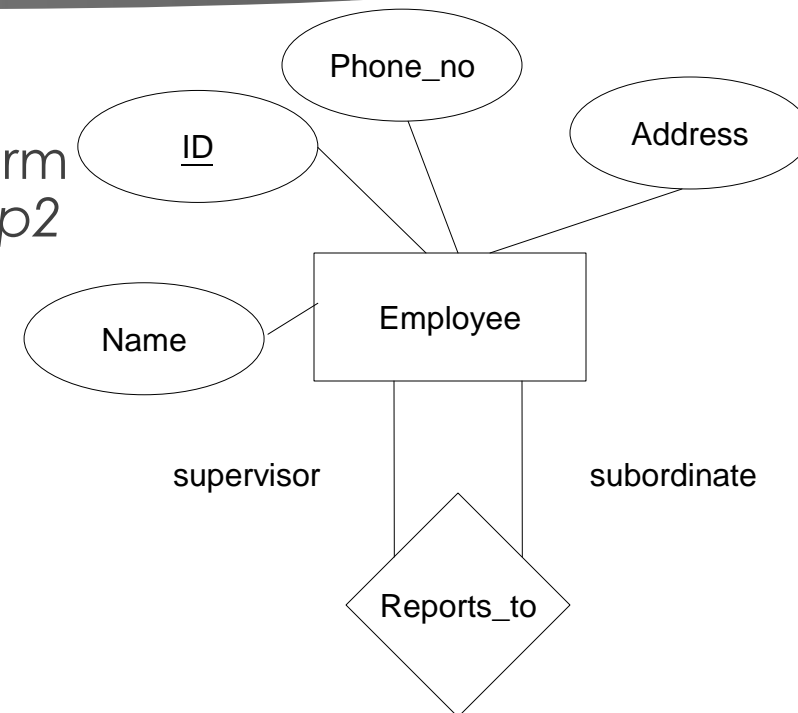 Phone_no
ID
Address
Name
Employee
supervisor
subordinate
Reports_to